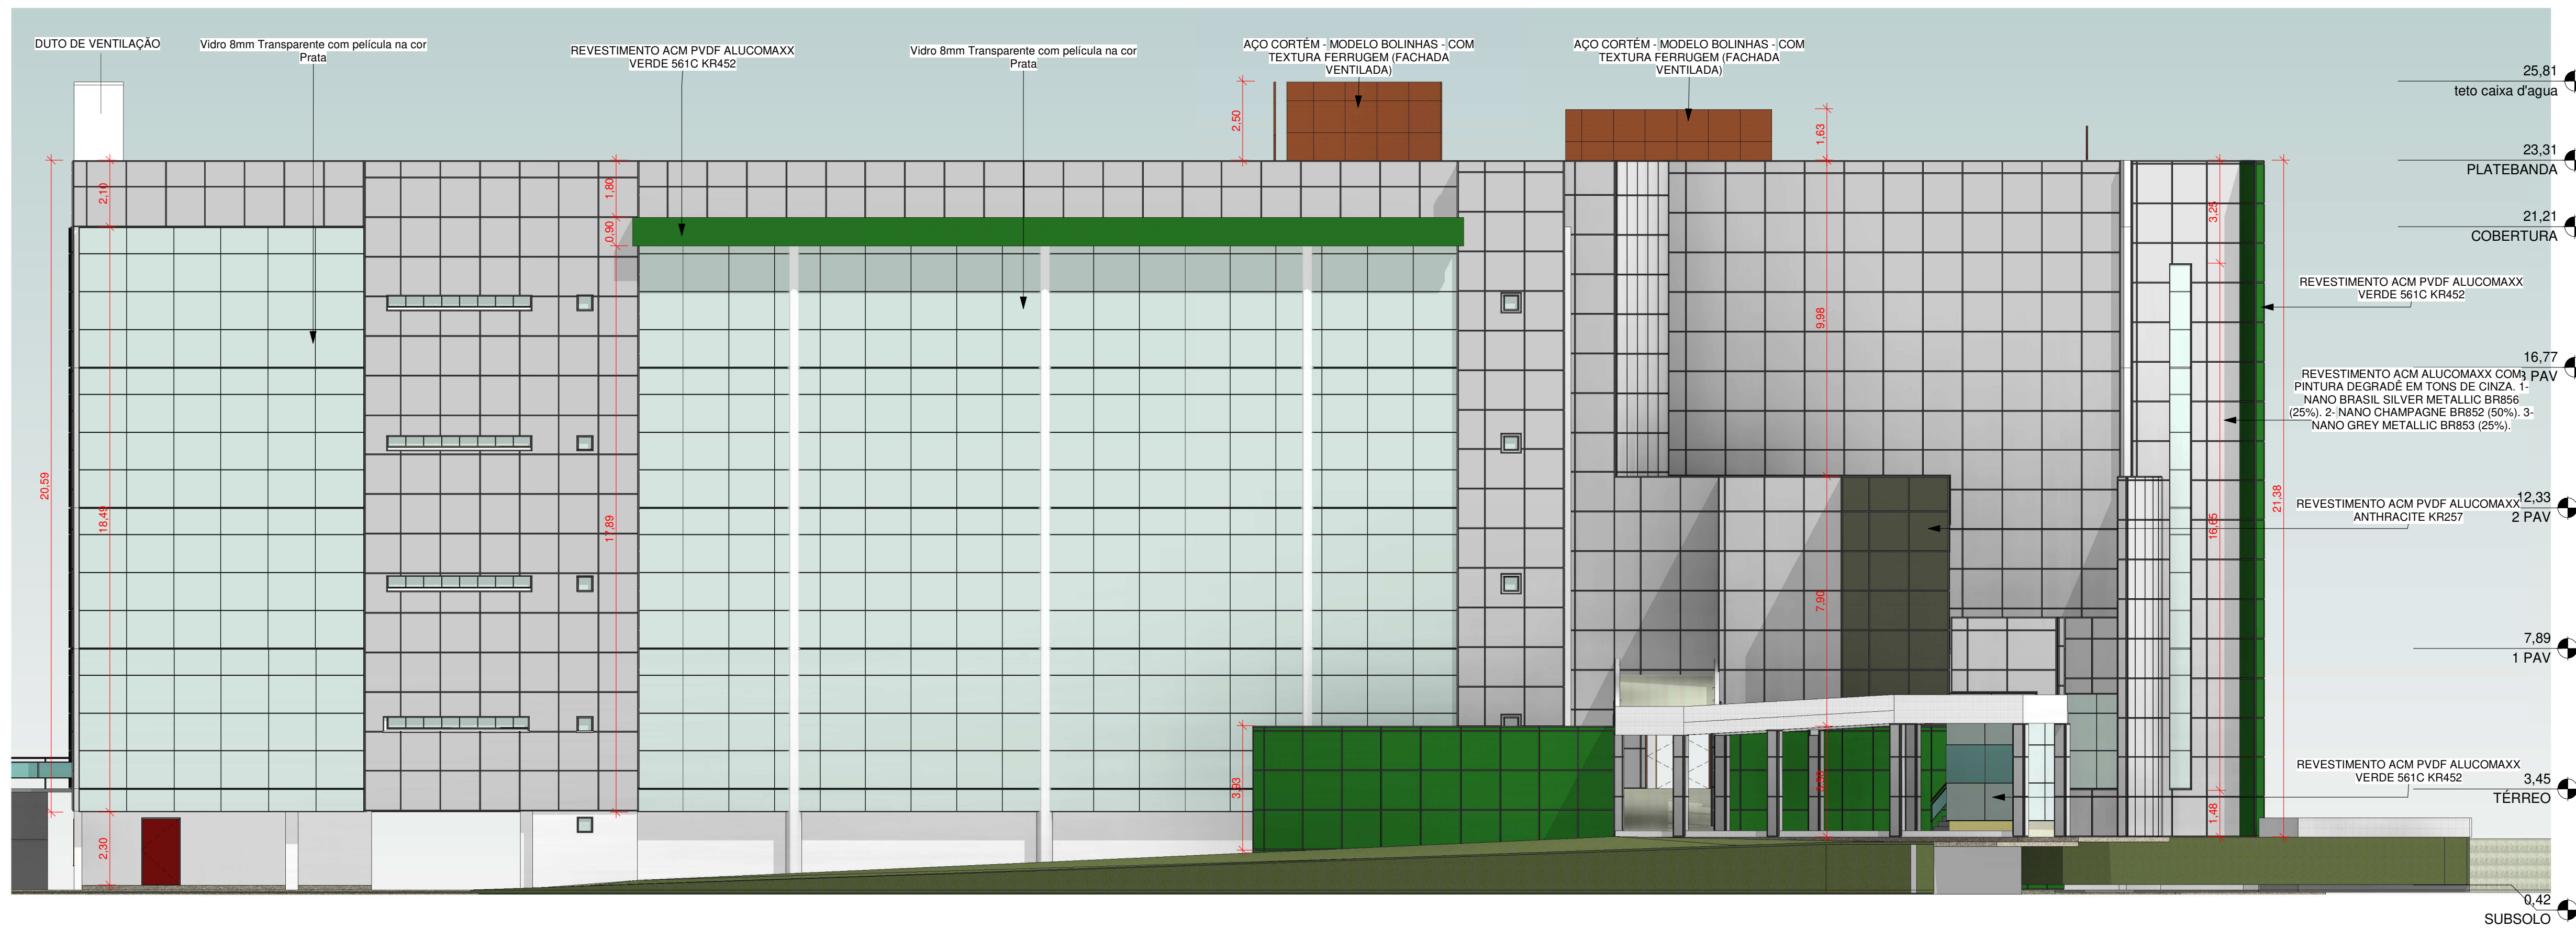 DUTO DE VENTILAÇÃO
Vidro 8mm Transparente com película na cor
Prata
REVESTIMENTO ACM PVDF ALUCOMAXX
VERDE 561C KR452
Vidro 8mm Transparente com película na cor
Prata
AÇO CORTÉM - MODELO BOLINHAS - COM
TEXTURA FERRUGEM (FACHADA
VENTILADA)
AÇO CORTÉM - MODELO BOLINHAS - COM
TEXTURA FERRUGEM (FACHADA
VENTILADA)
25,81
teto caixa d'agua
23,31
PLATEBANDA
21,21
COBERTURA
REVESTIMENTO ACM PVDF ALUCOMAXX
VERDE 561C KR452
16,77
PAV
REVESTIMENTO ACM ALUCOMAXX COM
PINTURA DEGRADÊ EM TONS DE CINZA. 1-
NANO BRASIL SILVER METALLIC BR856
(25%). 2- NANO CHAMPAGNE BR852 (50%). 3-
NANO GREY METALLIC BR853 (25%).
12,33
2 PAV
REVESTIMENTO ACM PVDF ALUCOMAXX
ANTHRACITE KR257
7,89
1 PAV
REVESTIMENTO ACM PVDF ALUCOMAXX
VERDE 561C KR452
3,45
TÉRREO
0,42
SUBSOLO
20,59
2,10
18,49
2,30
1,80
0,90
17,89
2,50
3,93
1,63
9,98
7,90
3,25
16,65
1,48
21,38